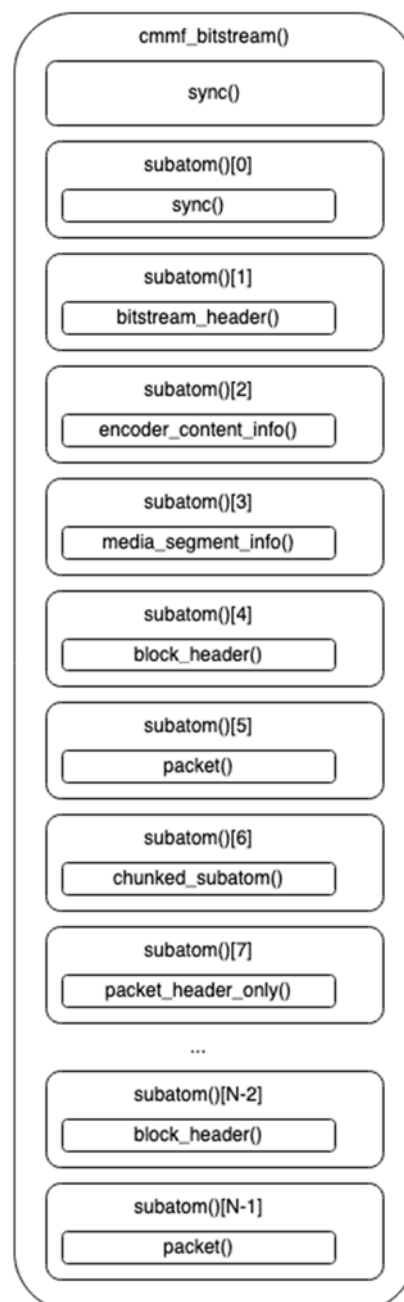 cmmf_bitstream()
sync()
subatom()[0]
sync()
subatom()[1]
bitstream_header()
subatom()[2]
encoder_content_info()
subatom()[3]
media_segment_info()
subatom()[4]
block_header()
subatom()[5]
packet()
subatom()[6]
chunked_subatom()
subatom()[7]
packet_header_only()
...
subatom()[N-2]
block_header()
subatom()[N-1]
packet()